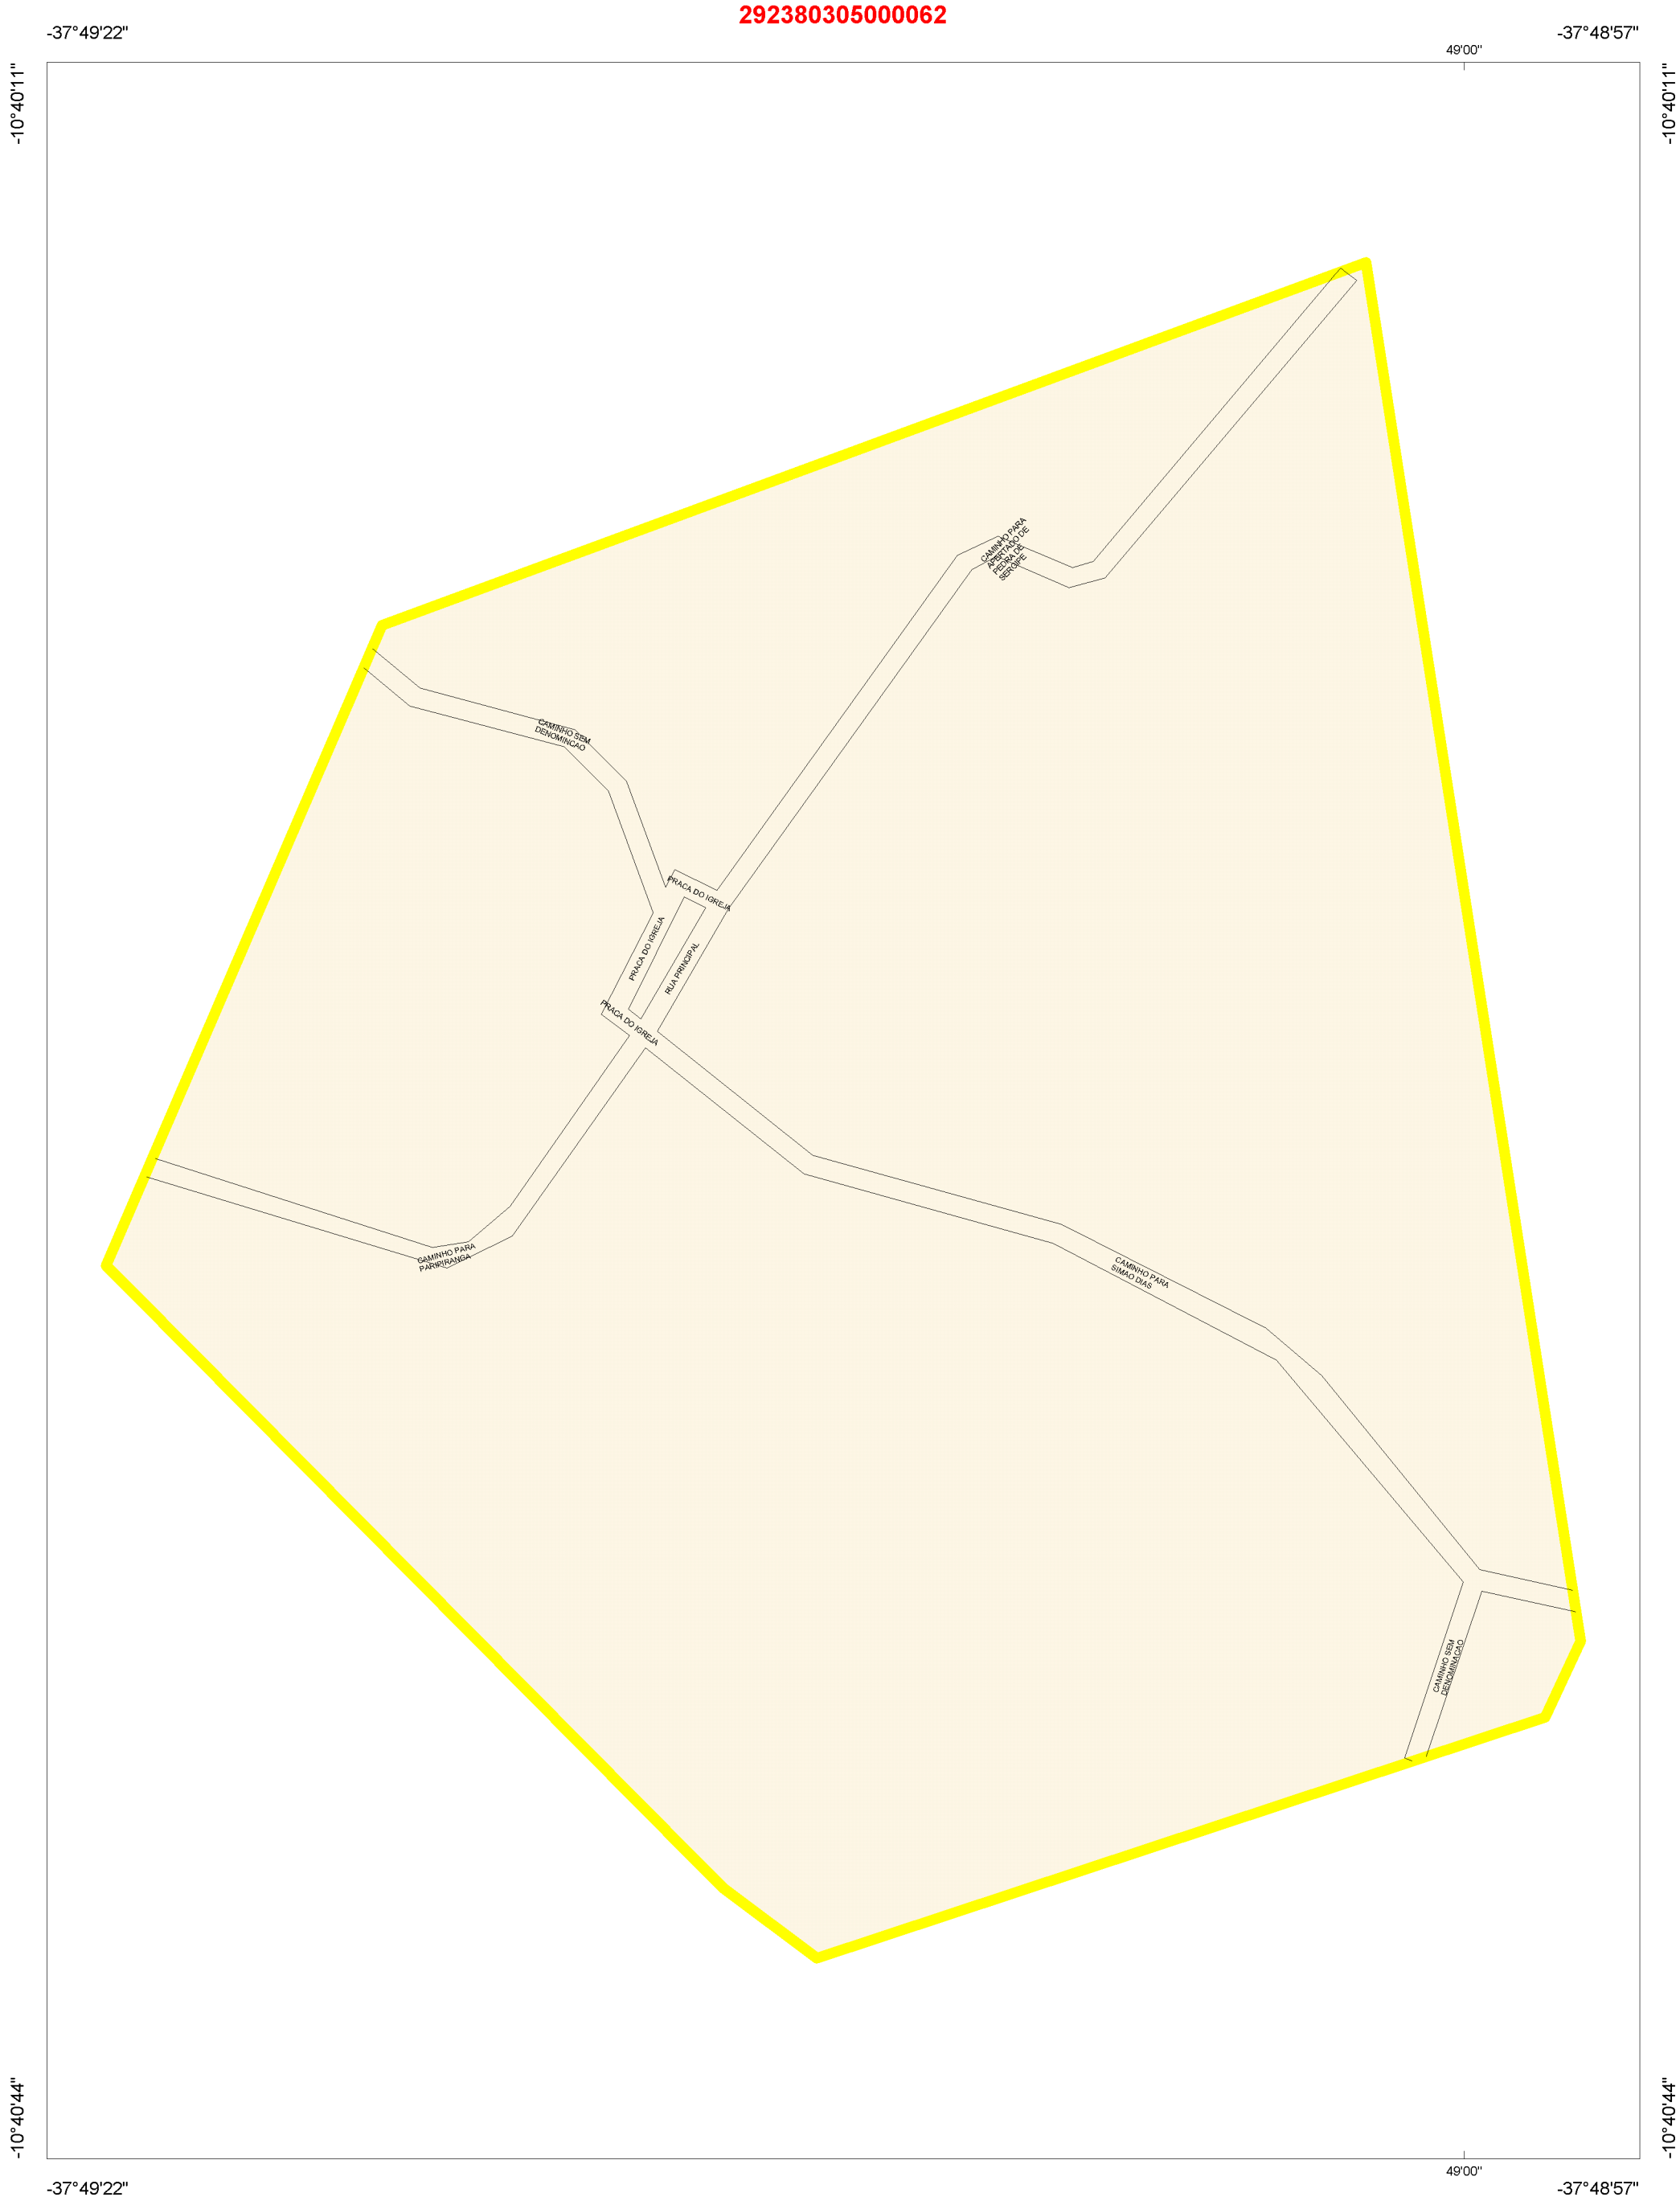 292380305000062
-37°49'22"
-37°48'57"
49'00"
-10°40'11"
-10°40'11"
CAMINHO PARA
APERTADO DE
PEDRA DE
SERGIPE
CAMINHO SEM
DENOMINCAO
PRACA DO IGREJA
PRACA DO IGREJA
RUA PRINCIPAL
PRACA DO IGREJA
CAMINHO PARA
PARIPIRANGA
CAMINHO PARA
SIMAO DIAS
CAMINHO SEM
DENOMINACAO
-10°40'44"
-10°40'44"
49'00"
-37°49'22"
-37°48'57"